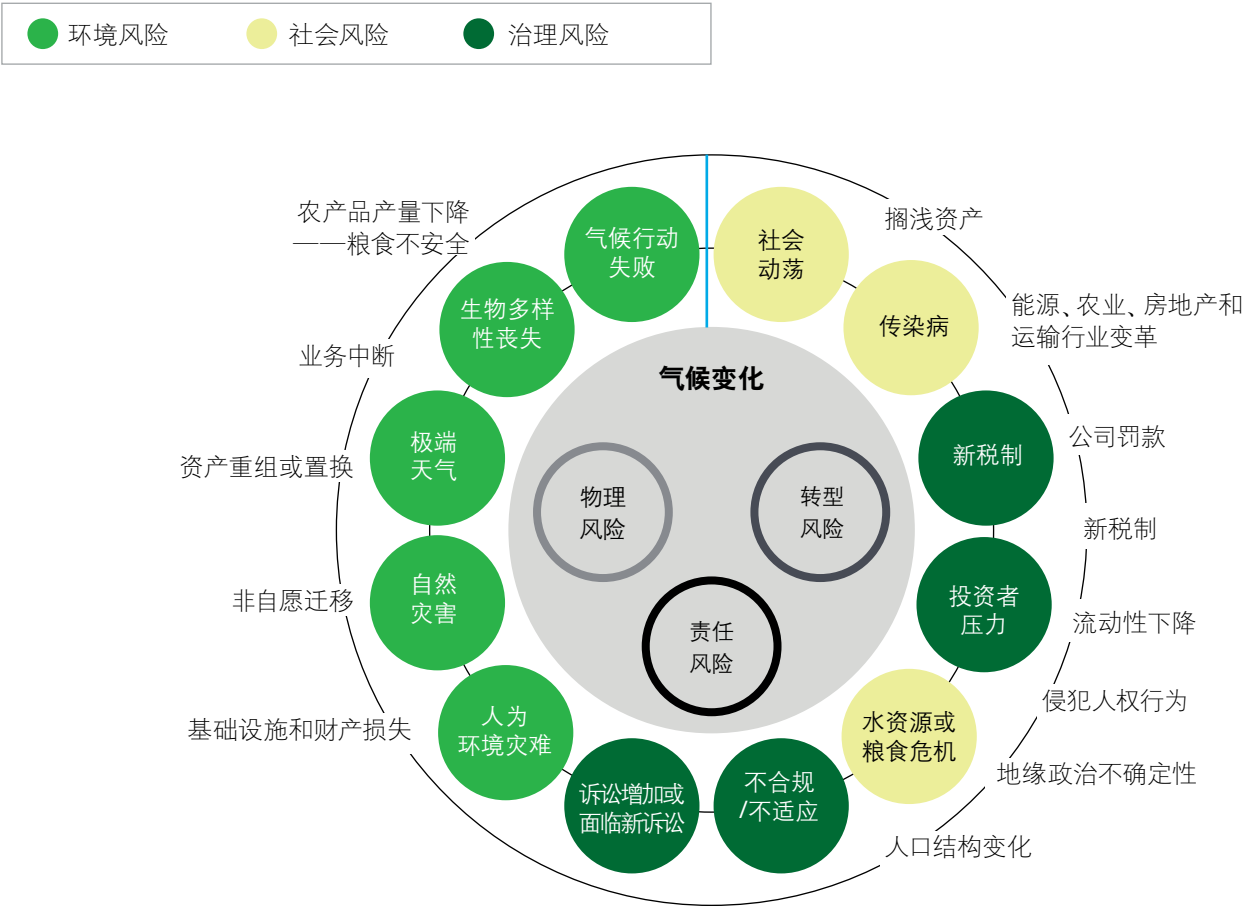 环境风险
社会风险
治理风险
农产品产量下降
——粮食不安全
业务中断
资产重组或置换
非自愿迁移
基础设施和财产损失
气候行动
失败
生物多样
性丧失
极端
天气
自然
灾害
人为
环境灾难
诉讼增加或
面临新诉讼
不合规
/不适应
水资源或
粮食危机
投资者
压力
新税制
传染病
社会
动荡
气候变化
物理
风险
转型
风险
责任
风险
搁浅资产
能源、农业、房地产和
运输行业变革
公司罚款
新税制
流动性下降
侵犯人权行为
地缘政治不确定性
人口结构变化